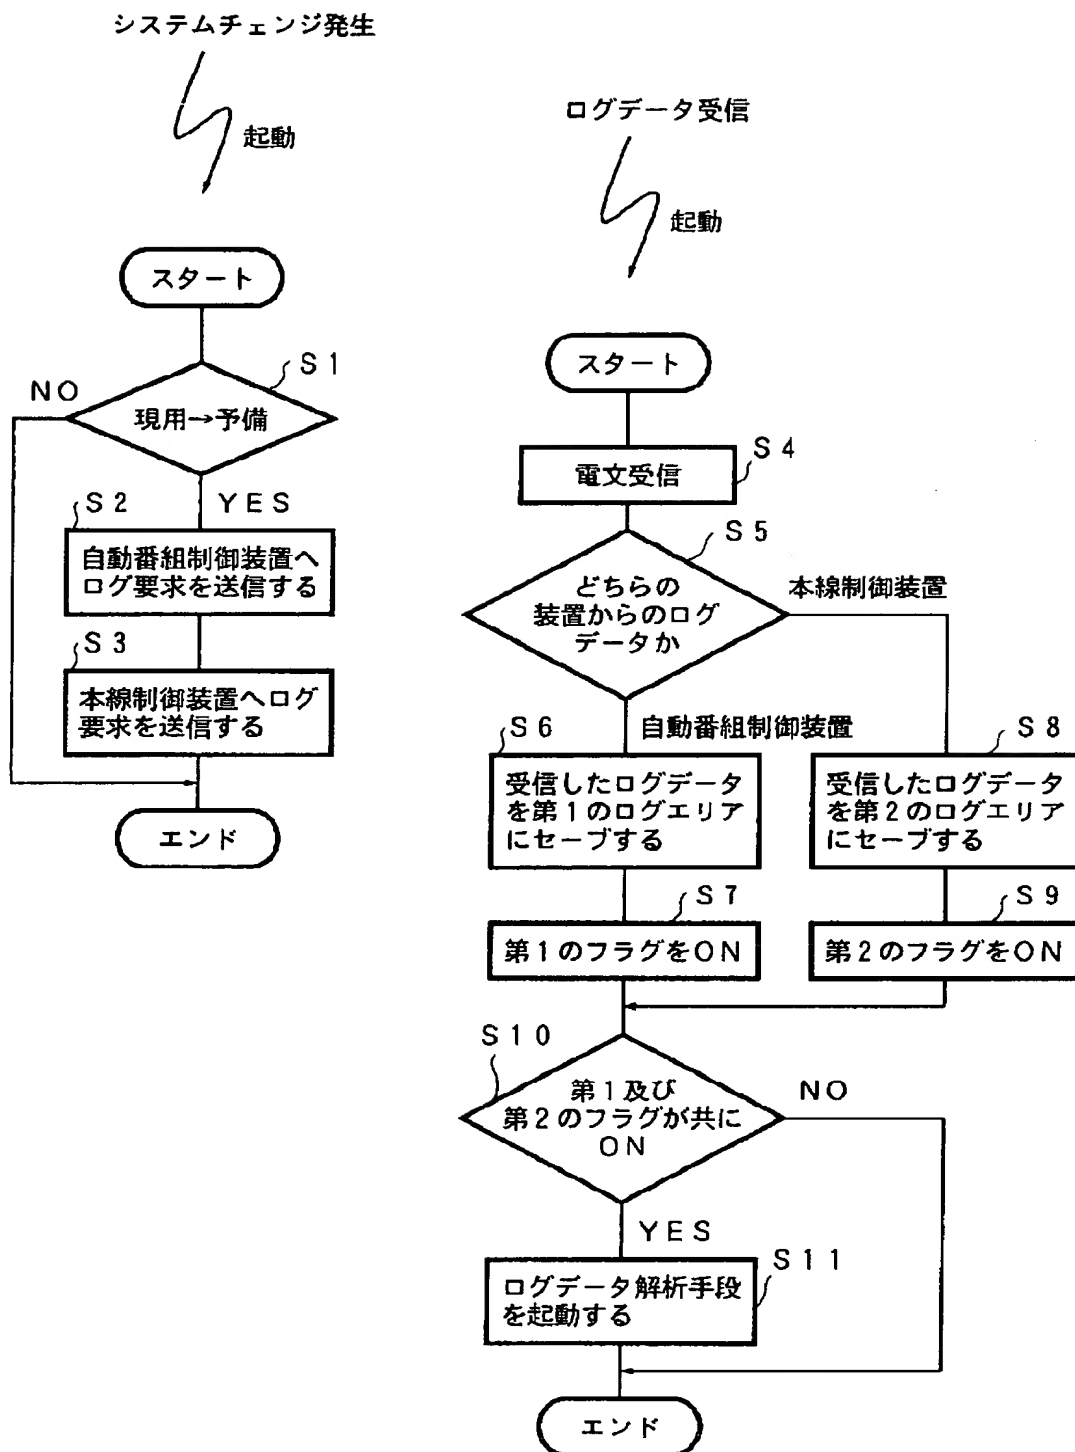 システムチェンジ発生
起動
スタート
S1
NO
現用→予備
YES
S2
自動番組制御装置へ
ログ要求を送信する
S3
本線制御装置へログ
要求を送信する
エンド
ログデータ受信
起動
スタート
S4
電文受信
S5
どちらの
装置からのログ
データか
本線制御装置
自動番組制御装置
S6
受信したログデータ
を第1のログエリア
にセーブする
S7
第1のフラグをON
S8
受信したログデータ
を第2のログエリア
にセーブする
S9
第2のフラグをON
S10
第1及び
第2のフラグが共に
ON
NO
YES
S11
ログデータ解析手段
を起動する
エンド